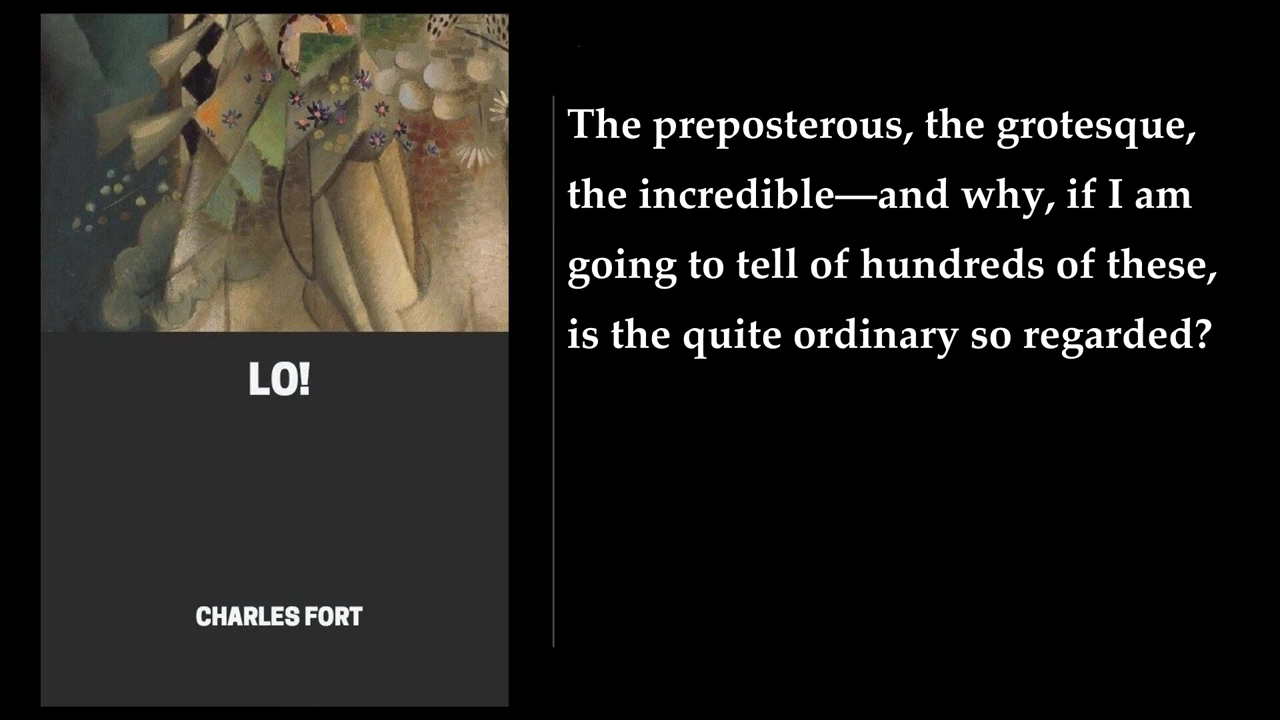 LO!
CHARLES FORT
The preposterous, the grotesque,
the incredible—and why, if I am
going to tell of hundreds of these,
is the quite ordinary so regarded?